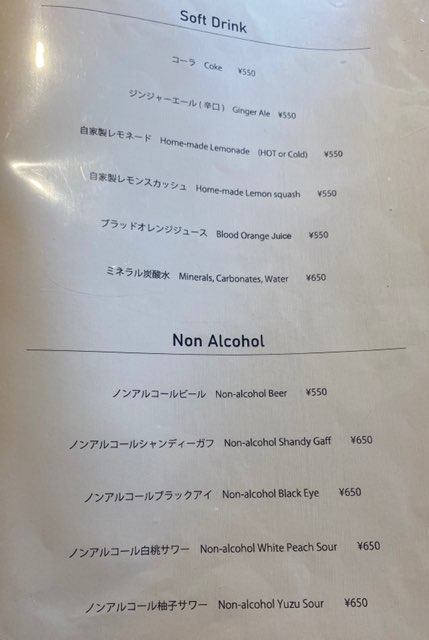 Soft Drink
コーラ Coke ¥550
ジンジャーエール ( 辛口 ) Ginger Ale ¥550
自家製レモネード Home-made Lemonade (HOT or Cold) ¥550
自家製レモンスカッシュ Home-made Lemon squash ¥550
ブラッドオレンジジュース Blood Orange Juice ¥550
ミネラル炭酸水 Minerals, Carbonates, Water ¥650
Non Alcohol
ノンアルコールビール Non-alcohol Beer ¥550
ノンアルコールシャンディーガフ Non-alcohol Shandy Gaff ¥650
ノンアルコールブラックアイ Non-alcohol Black Eye ¥650
ノンアルコール白桃サワー Non-alcohol White Peach Sour ¥650
ノンアルコール柚子サワー Non-alcohol Yuzu Sour ¥650